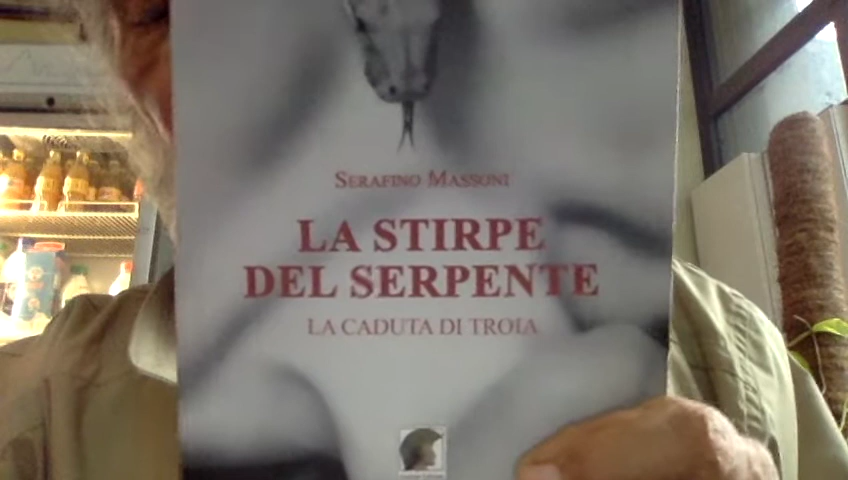 SERAFINO MASSONI
LA STIRPE
DEL SERPENTE
LA CADUTA DI TROIA